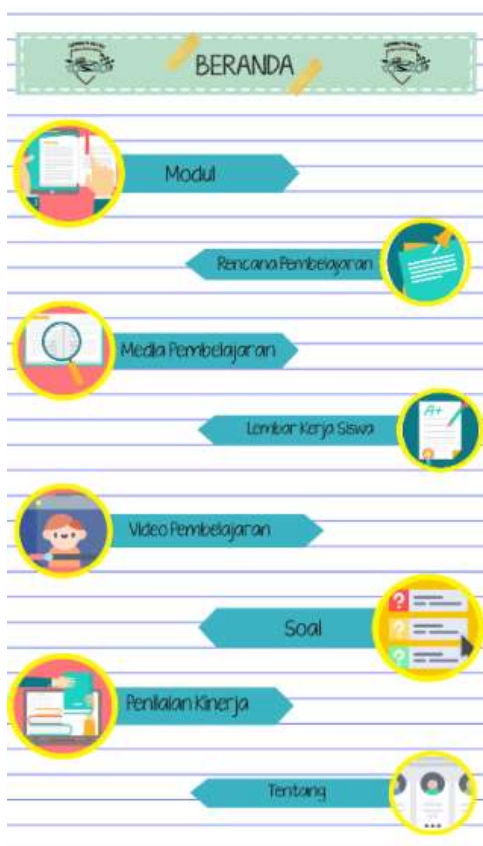 BERANDA
Modul
Rencana Pembelajaran
Media Pembelajaran
Lembar Kerja Siswa
A+
Video Pembelajaran
Soal
?
?
?
Penilaian Kinerja
Tentang